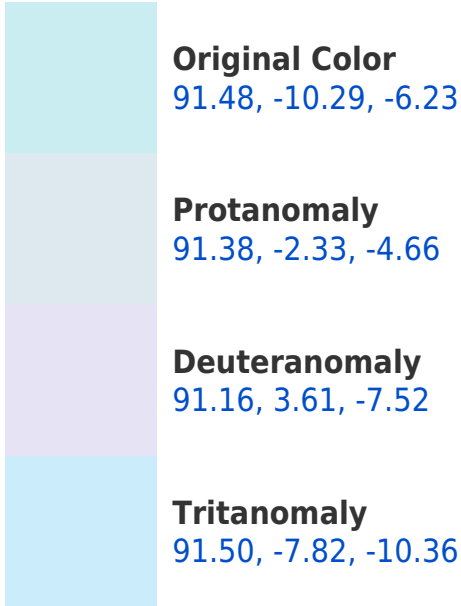 Original Color
91.48, -10.29, -6.23
Protanomaly
91.38, -2.33, -4.66
Deuteranomaly
91.16, 3.61, -7.52
Tritanomaly
91.50, -7.82, -10.36